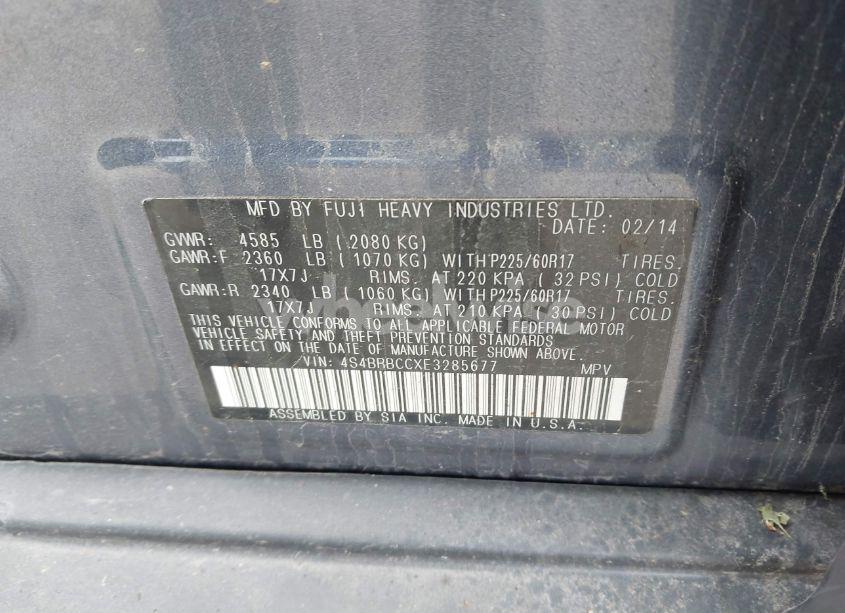 MFD BY FUJI HEAVY INDUSTRIES LTD.
DATE: 02/14
GVWR: 4585 LB ( 2080 KG)
GAWR:F 2360 LB ( 1070 KG) WITHP225/60R17 TIRES.
17X7J RIMS. AT 220 KPA ( 32 PSI) COLD
GAWR:R 2340 LB ( 1060 KG) WITHP225/60R17 TIRES.
17X7J RIMS. AT 210 KPA ( 30 PSI) COLD
THIS VEHICLE CONFORMS TO ALL APPLICABLE FEDERAL MOTOR
VEHICLE SAFETY AND THEFT PREVENTION STANDARDS
IN EFFECT ON THE DATE OF MANUFACTURE SHOWN ABOVE.
VIN: 4S4BRBCCXE3285677 MPV
ASSEMBLED BY SIA INC. MADE IN U.S.A.